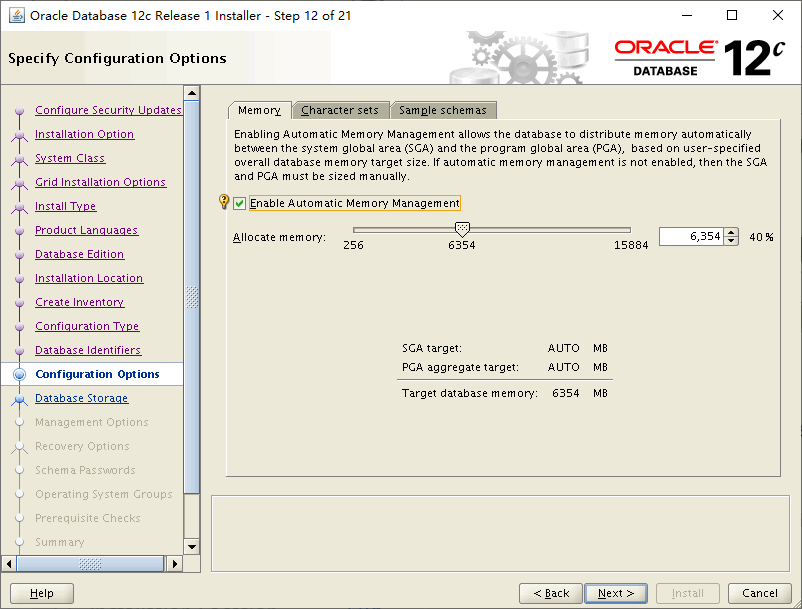 Oracle Database 12c Release 1 Installer - Step 12 of 21
Specify Configuration Options
ORACLE
DATABASE
12c
Configure Security Updates
Installation Option
System Class
Grid Installation Options
Install Type
Product Languages
Database Edition
Installation Location
Create Inventory
Configuration Type
Database Identifiers
Configuration Options
Database Storage
Management Options
Recovery Options
Schema Passwords
Operating System Groups
Prerequisite Checks
Summary
Memory Character sets Sample schemas
Enabling Automatic Memory Management allows the database to distribute memory automatically
between the system global area (SGA) and the program global area (PGA), based on user-specified
overall database memory target size. If automatic memory management is not enabled, then the SGA
and PGA must be sized manually.
Enable Automatic Memory Management
Allocate memory:
256 6354 15884
6,354 40 %
SGA target: AUTO MB
PGA aggregate target: AUTO MB
Target database memory: 6354 MB
Help < Back Next > Install Cancel